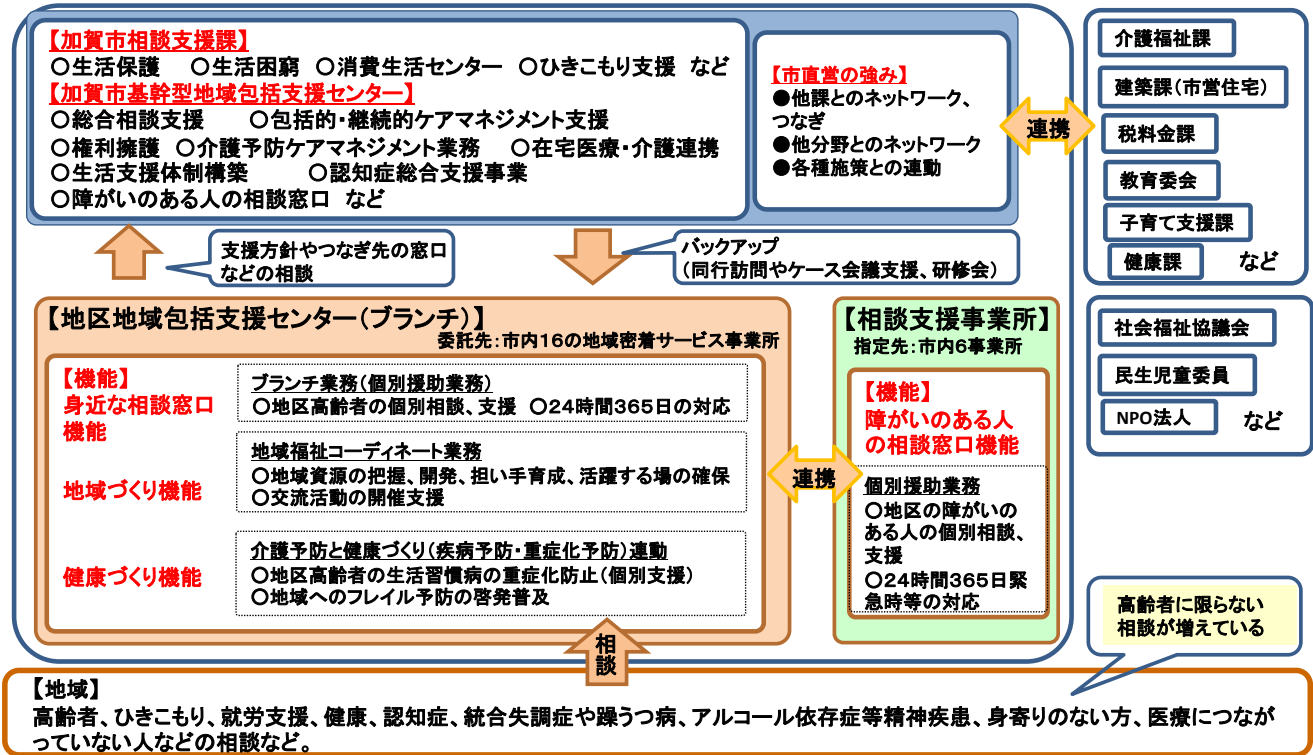 【加賀市相談支援課】
○生活保護　○生活困窮　○消費生活センター　○ひきこもり支援　など
【加賀市基幹型地域包括支援センター】
○総合相談支援　○包括的・継続的ケアマネジメント支援
○権利擁護　○介護予防ケアマネジメント業務　○在宅医療・介護連携
○生活支援体制構築　○認知症総合支援事業
○障がいのある人の相談窓口　など
【市直営の強み】
●他課とのネットワーク、
つなぎ
●他分野とのネットワーク
●各種施策との連動
連携
介護福祉課
建築課（市営住宅）
税料金課
教育委会
子育て支援課
健康課　など
社会福祉協議会
民生児童委員
NPO法人　など
支援方針やつなぎ先の窓口
などの相談
バックアップ
（同行訪問やケース会議支援、研修会）
【地区地域包括支援センター（ブランチ）】
委託先：市内１６の地域密着サービス事業所
【機能】
身近な相談窓口
機能
ブランチ業務（個別援助業務）
○地区高齢者の個別相談、支援　○２４時間３６５日の対応
地域づくり機能
地域福祉コーディネート業務
○地域資源の把握、開発、担い手育成、活躍する場の確保
○交流活動の開催支援
健康づくり機能
介護予防と健康づくり（疾病予防・重症化予防）連動
○地区高齢者の生活習慣病の重症化防止（個別支援）
○地域へのフレイル予防の啓発普及
連携
【相談支援事業所】
指定先：市内６事業所
【機能】
障がいのある人
の相談窓口機能
個別援助業務
○地区の障がいの
ある人の個別相談、
支援
○２４時間３６５日緊
急時等の対応
高齢者に限らない
相談が増えている
相談
【地域】
高齢者、ひきこもり、就労支援、健康、認知症、統合失調症や躁うつ病、アルコール依存症等精神疾患、身寄りのない方、医療につなが
っていない人などの相談など。